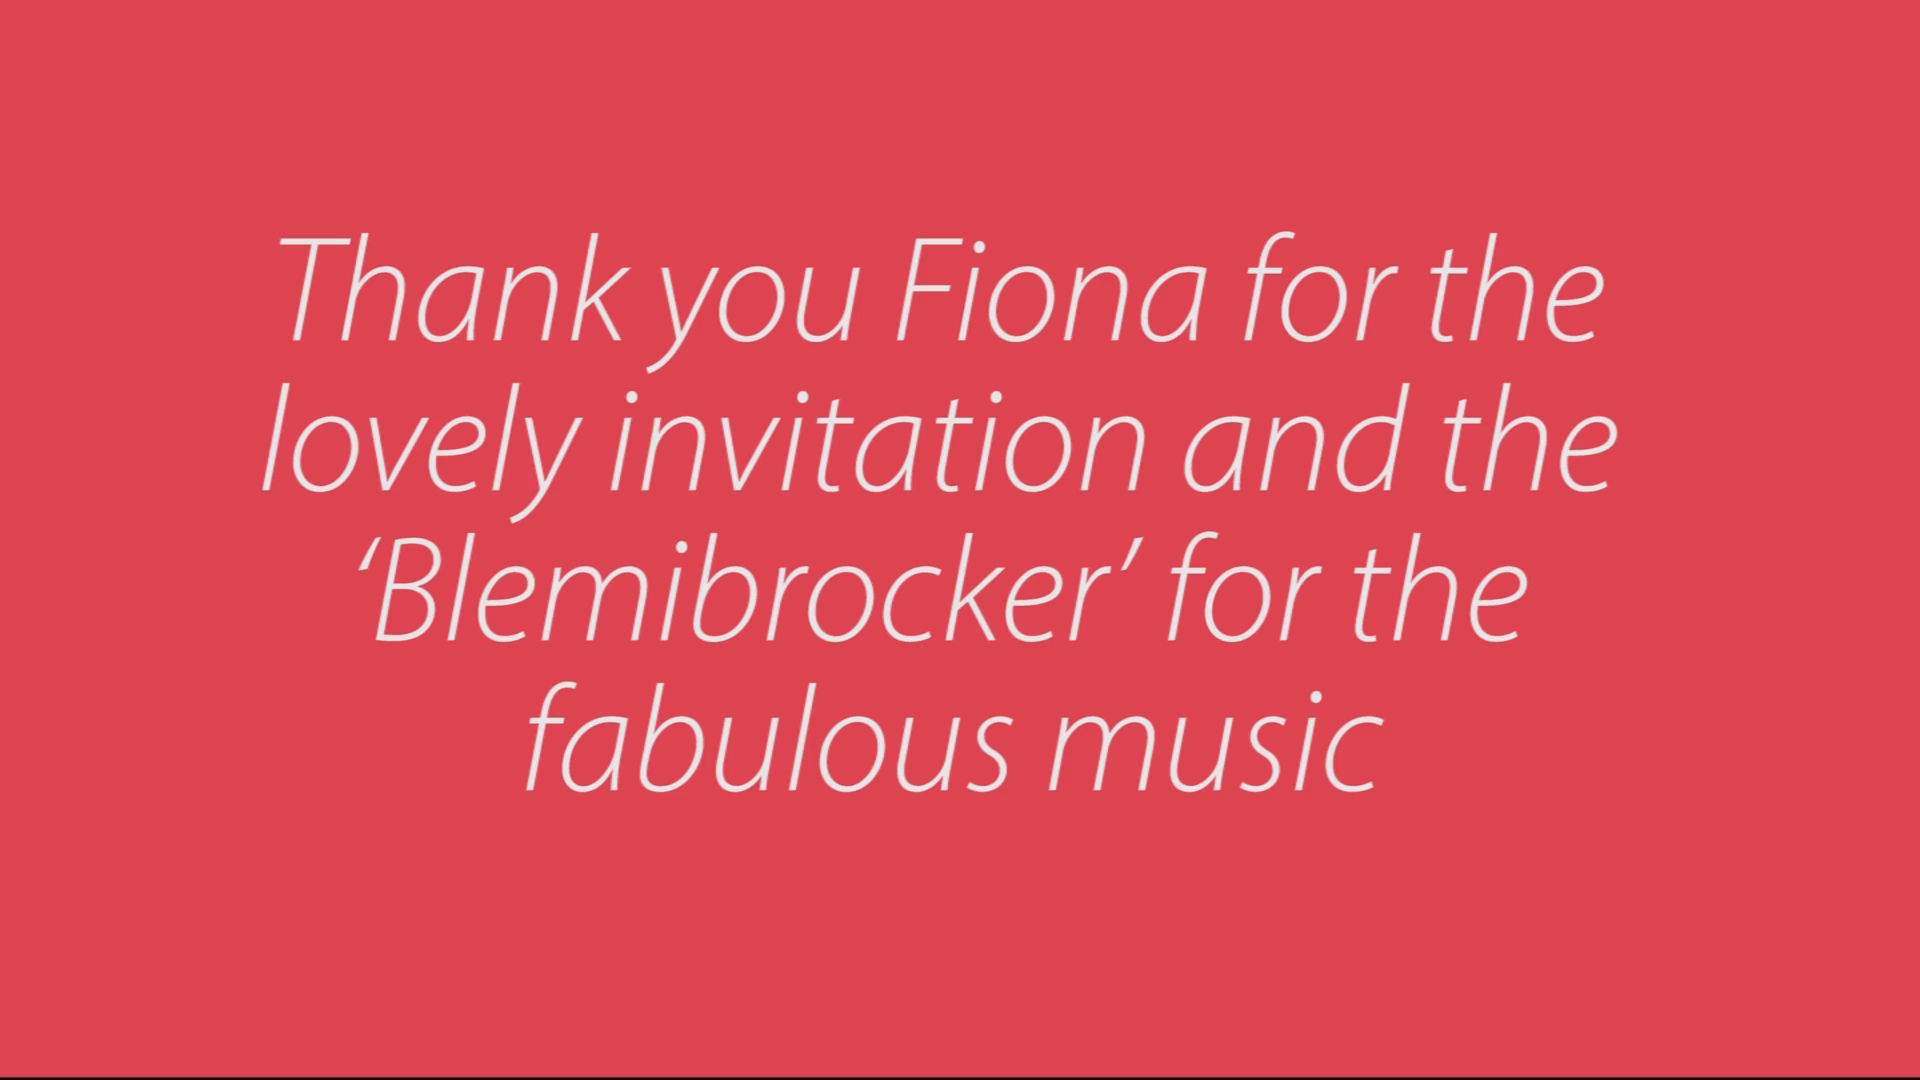 Thank you Fiona for the
lovely invitation and the
‘Blemibrocker’ for the
fabulous music